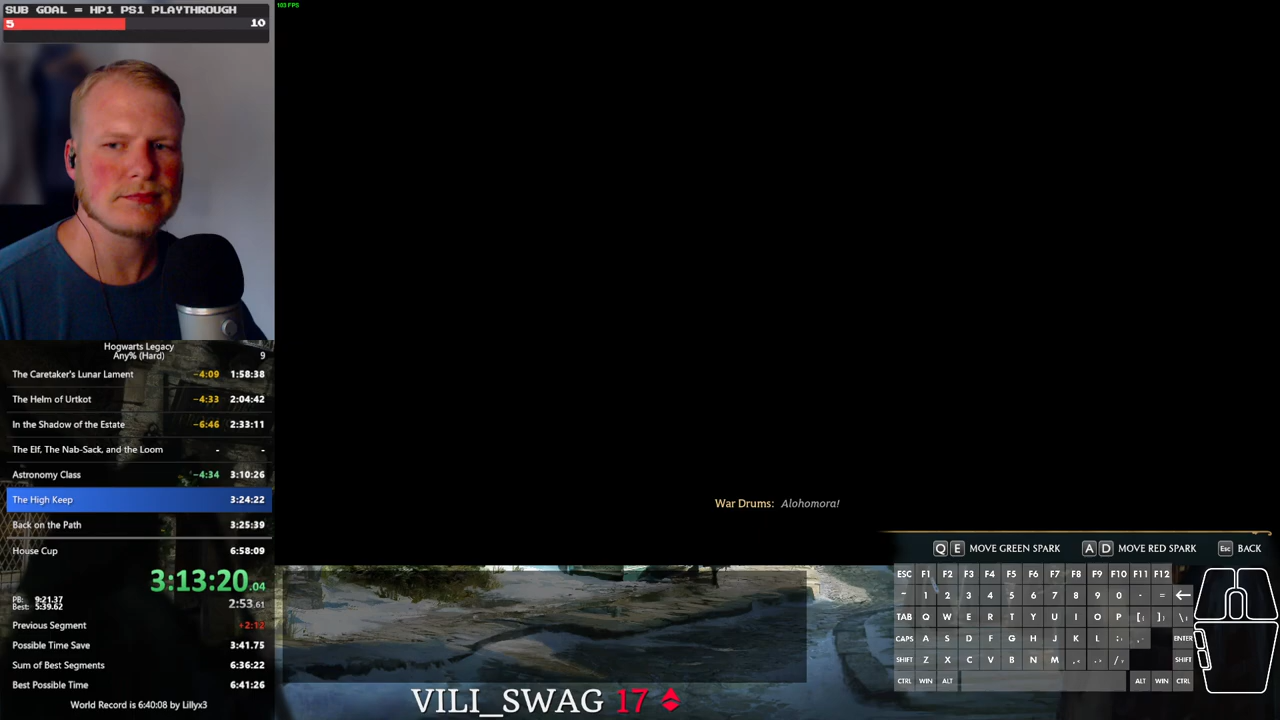 SUB GOAL = HP1 PS1 PLAYTHROUGH
5 10
103 FPS
Hogwarts Legacy
Any% (Hard) 9
The Caretaker's Lunar Lament -4:09 1:58:38
The Helm of Urtkot -4:33 2:04:42
In the Shadow of the Estate -6:46 2:33:11
The Elf, The Nab-Sack, and the Loom - -
Astronomy Class -4:34 3:10:26
The High Keep 3:24:22
Back on the Path 3:25:39
House Cup 6:58:09
3:13:20.04
PB: 9:21.37
Best: 5:39.62
2:53.61
Previous Segment +2:12
Possible Time Save 3:41.75
Sum of Best Segments 6:36:22
Best Possible Time 6:41:26
World Record is 6:40:08 by Lillyx3
War Drums: Alohomora!
Q E MOVE GREEN SPARK A D MOVE RED SPARK Esc BACK
ESC F1 F2 F3 F4 F5 F6 F7 F8 F9 F10 F11 F12
~ 1 2 3 4 5 6 7 8 9 0 - =
TAB Q W E R T Y U I O P [ ] \
CAPS A S D F G H J K L ; ENTER
SHIFT Z X C V B N M , . / SHIFT
CTRL WIN ALT ALT WIN CTRL
VILI_SWAG 17